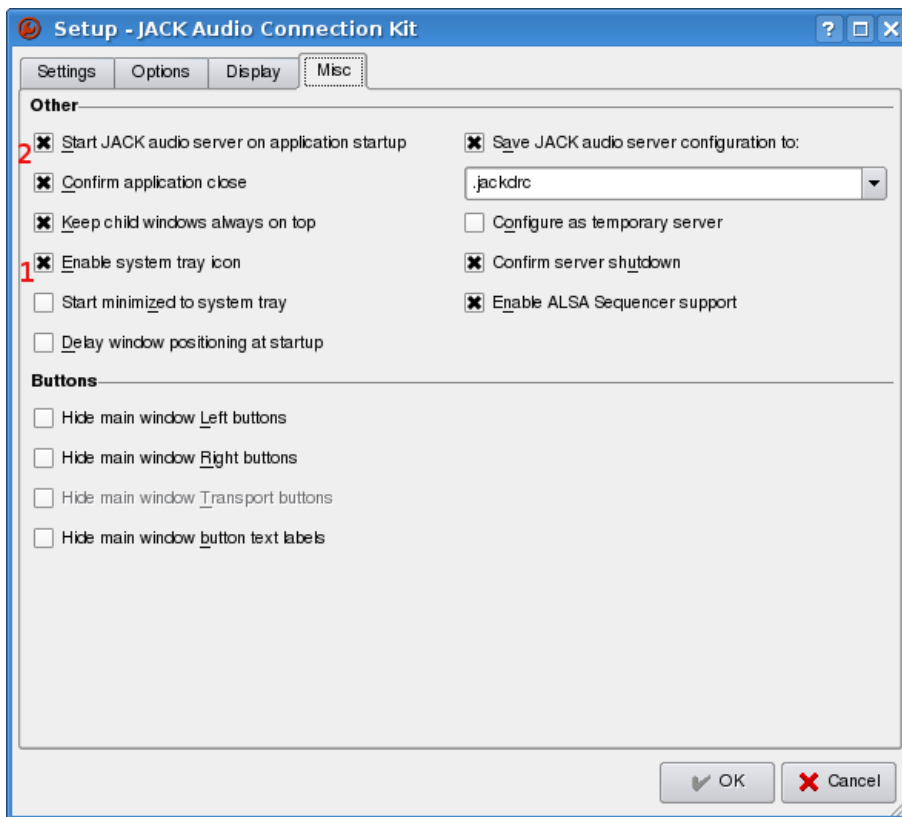 Setup - JACK Audio Connection Kit
Settings Options Display Misc
Other
2 Start JACK audio server on application startup
Confirm application close
Keep child windows always on top
1 Enable system tray icon
Start minimized to system tray
Delay window positioning at startup
Save JACK audio server configuration to:
.jackdrc
Configure as temporary server
Confirm server shutdown
Enable ALSA Sequencer support
Buttons
Hide main window Left buttons
Hide main window Right buttons
Hide main window Transport buttons
Hide main window button text labels
OK Cancel